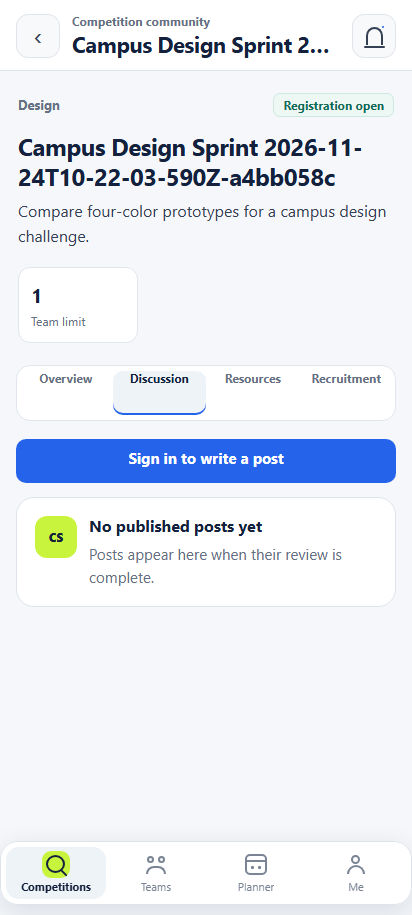 Competition community
Campus Design Sprint 2...
Design
Registration open
Campus Design Sprint 2026-11-
24T10-22-03-590Z-a4bb058c
Compare four-color prototypes for a campus design
challenge.
1
Team limit
Overview
Discussion
Resources
Recruitment
Sign in to write a post
CS
No published posts yet
Posts appear here when their review is
complete.
Competitions
Teams
Planner
Me